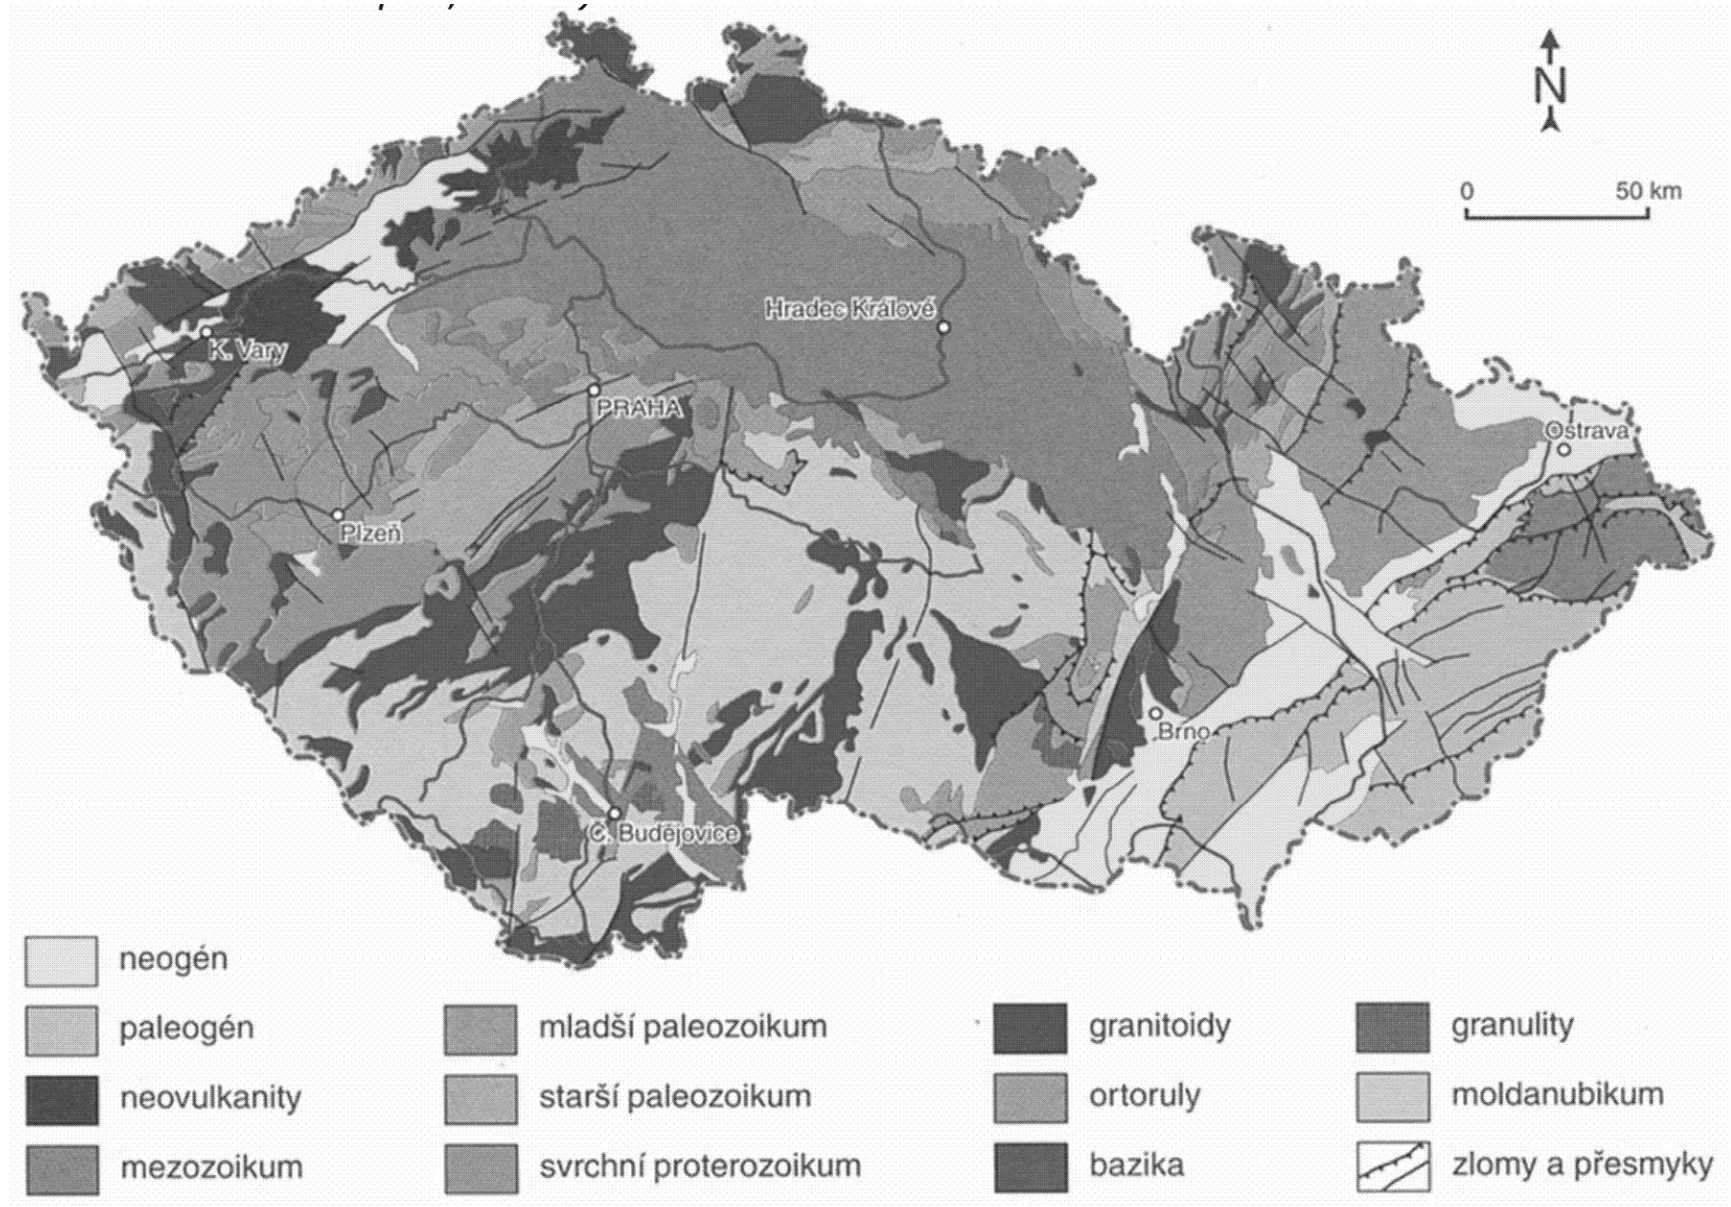 N
0 50 km
Hradec Králové
K. Vary
PRAHA
Ostrava
Plzeň
Brno
Č. Budějovice
neogén
paleogén
neovulkanity
mezozoikum
mladší paleozoikum
starší paleozoikum
svrchní proterozoikum
granitoidy
ortoruly
bazika
granulity
moldanubikum
zlomy a přesmyky